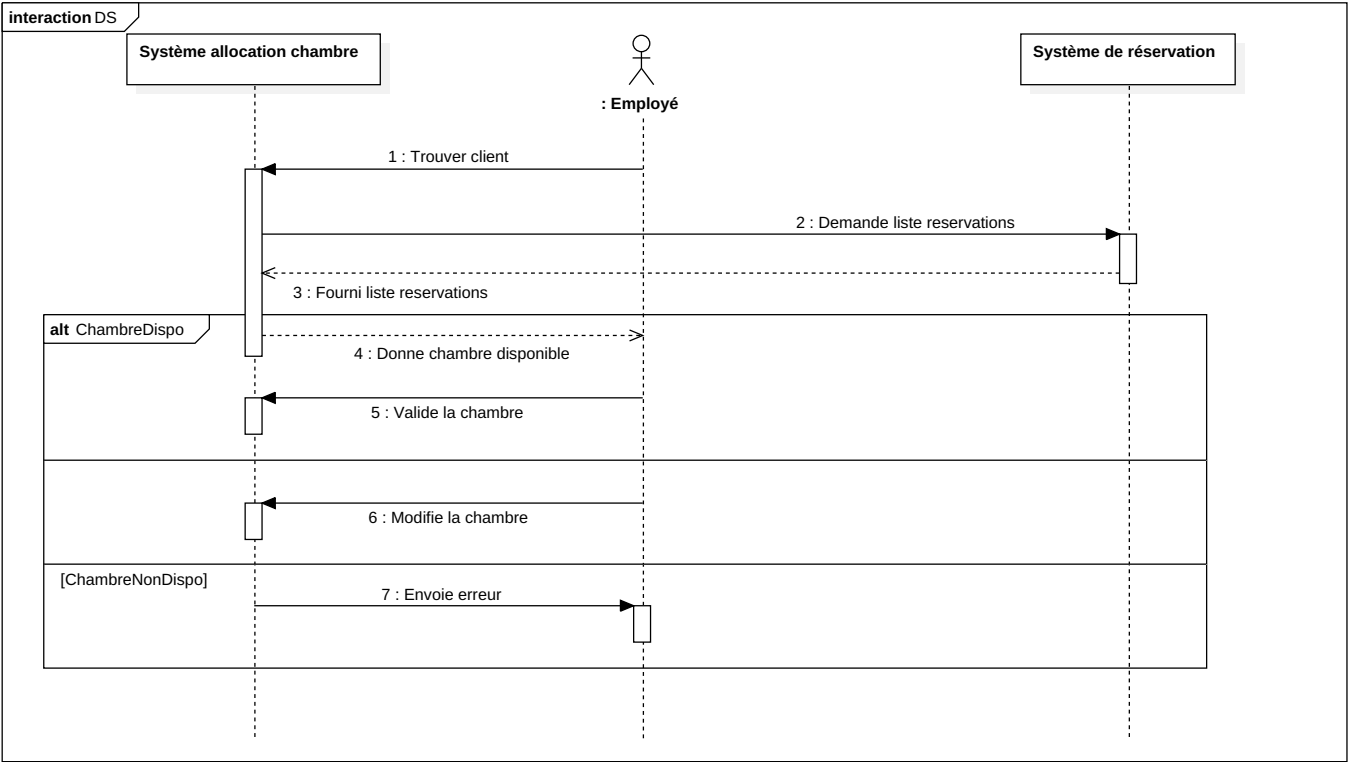 interaction DS
Système allocation chambre
: Employé
Système de réservation
1 : Trouver client
2 : Demande liste reservations
3 : Fourni liste reservations
alt ChambreDispo
4 : Donne chambre disponible
5 : Valide la chambre
6 : Modifie la chambre
[ChambreNonDispo]
7 : Envoie erreur